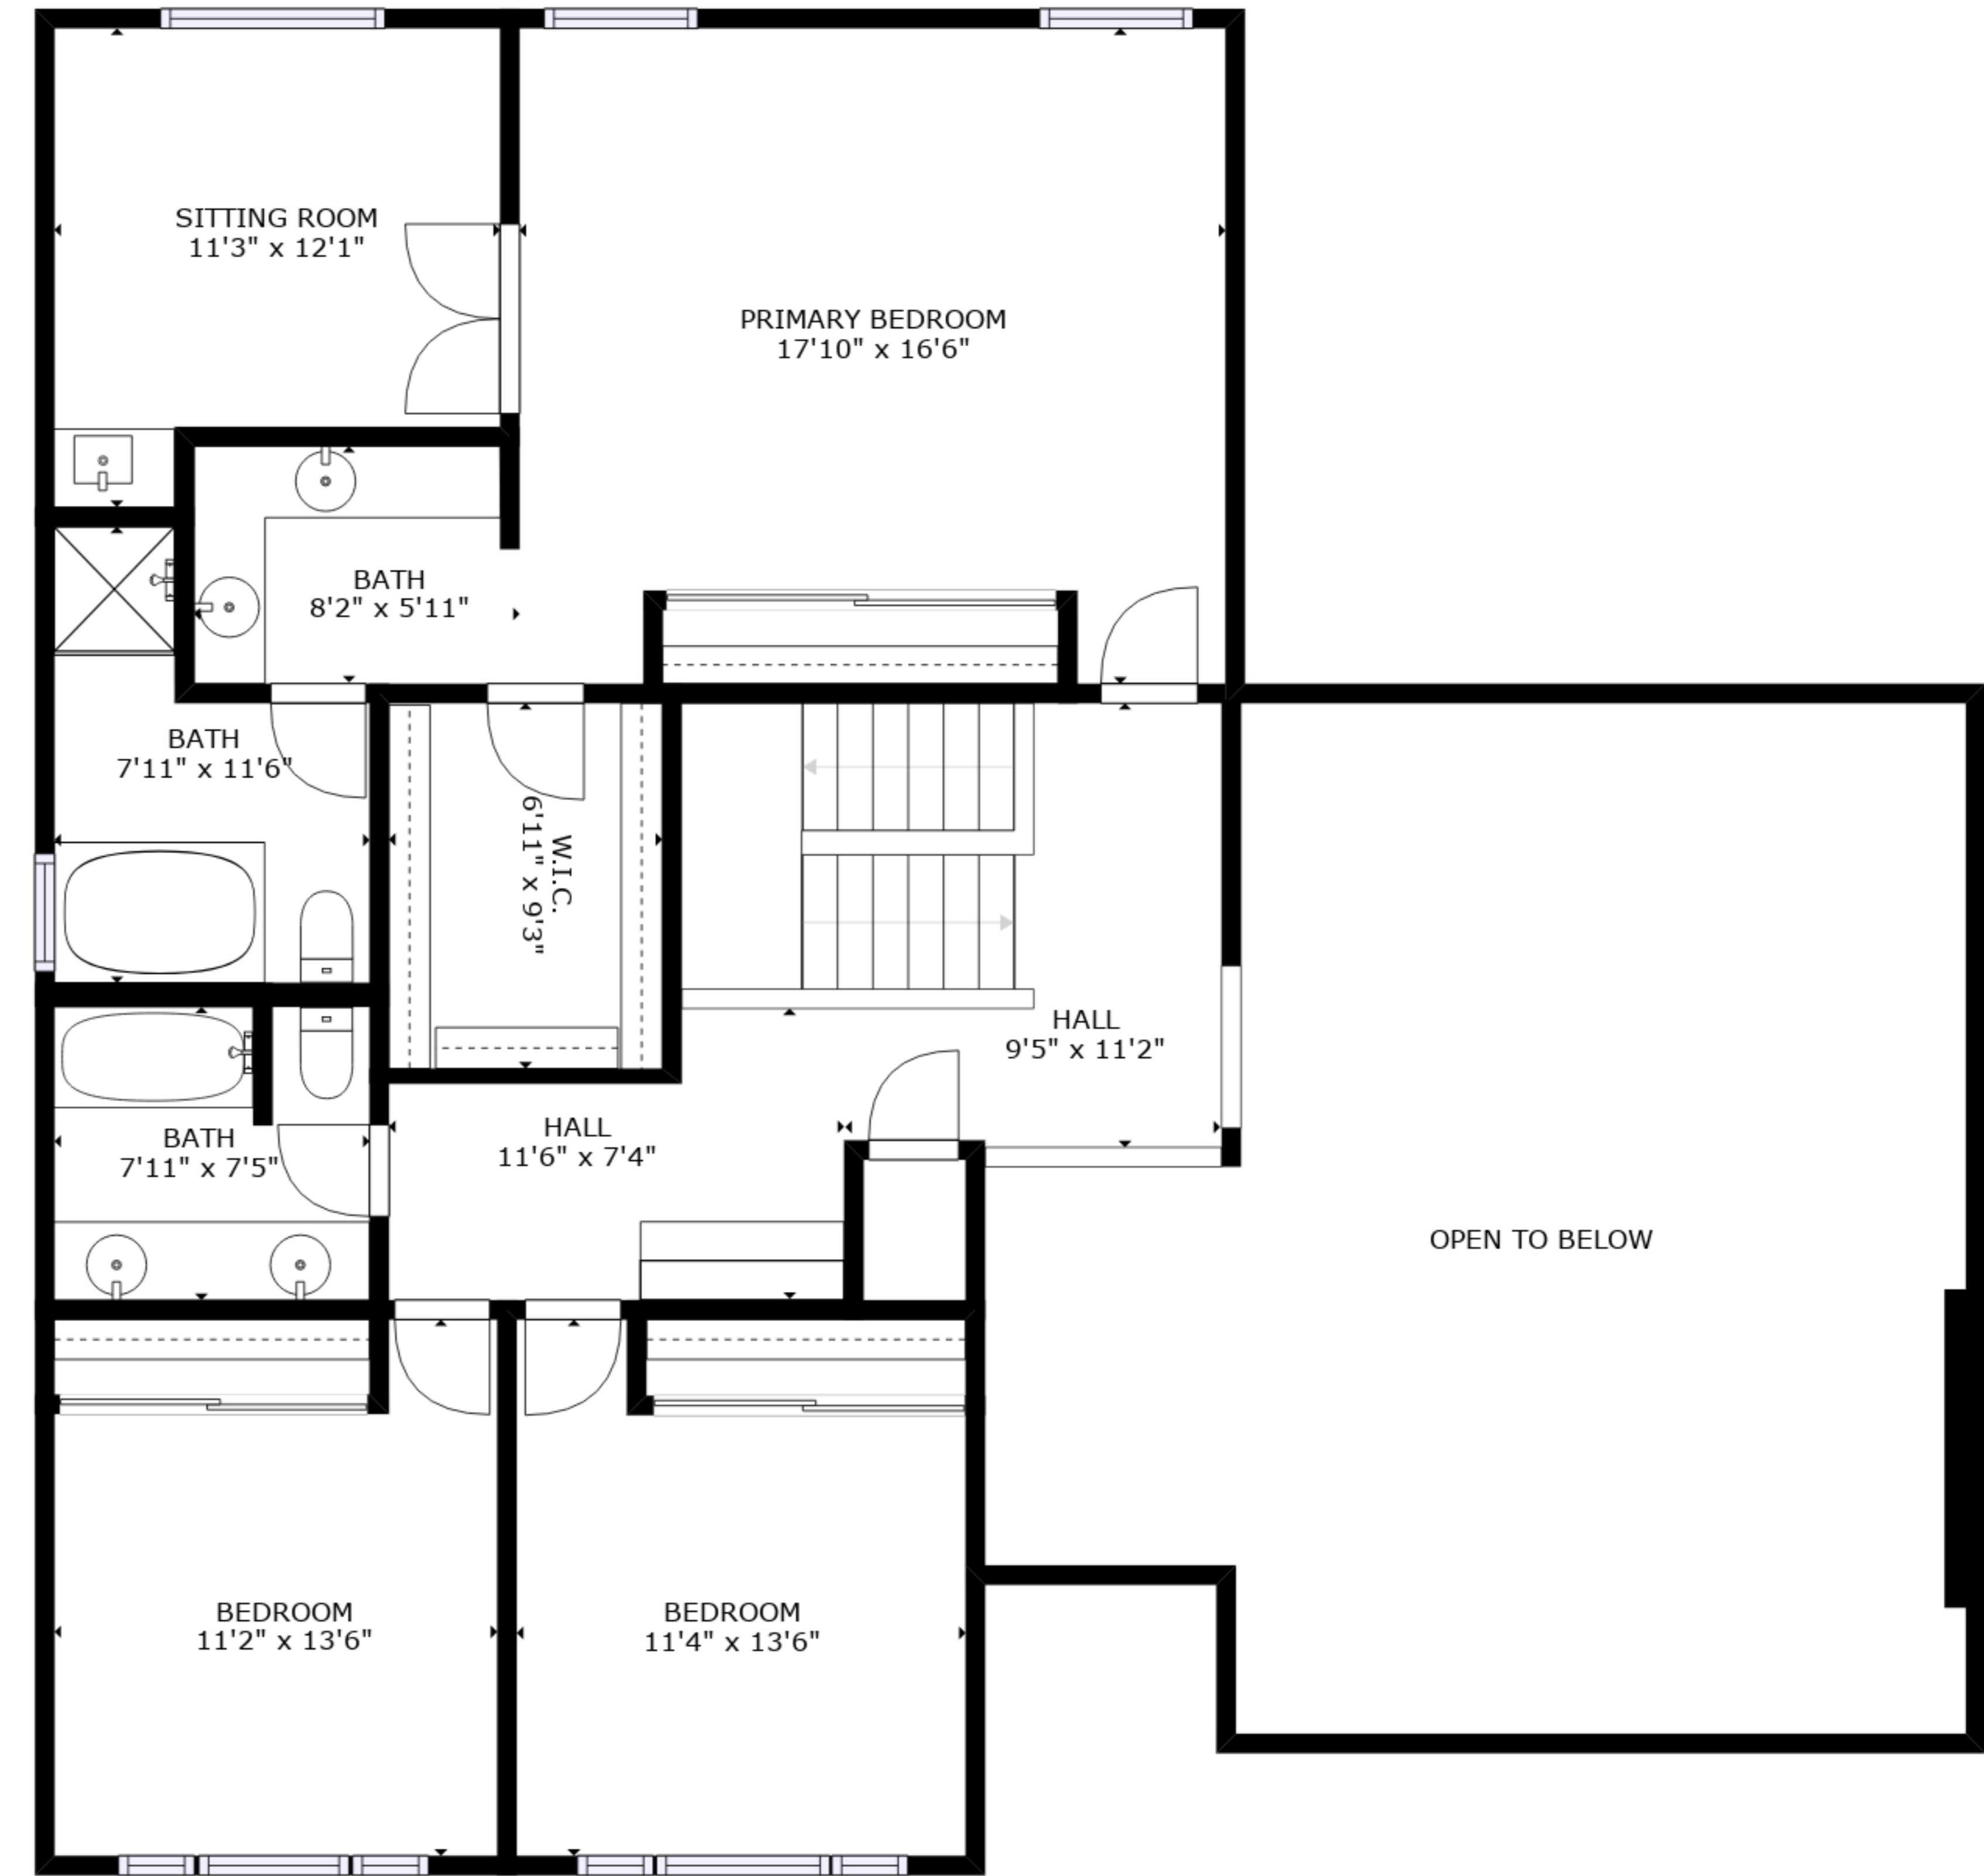 SITTING ROOM
11'3" x 12'1"
PRIMARY BEDROOM
17'10" x 16'6"
BATH
8'2" x 5'11"
BATH
7'11" x 11'6"
W.I.C.
6'11" x 9'3"
HALL
9'5" x 11'2"
HALL
11'6" x 7'4"
BATH
7'11" x 7'5"
OPEN TO BELOW
BEDROOM
11'2" x 13'6"
BEDROOM
11'4" x 13'6"